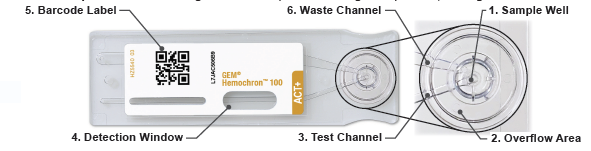 5. Barcode Label
6. Waste Channel
1. Sample Well
GEM®
Hemochron™ 100
ACT+
4. Detection Window
3. Test Channel
2. Overflow Area